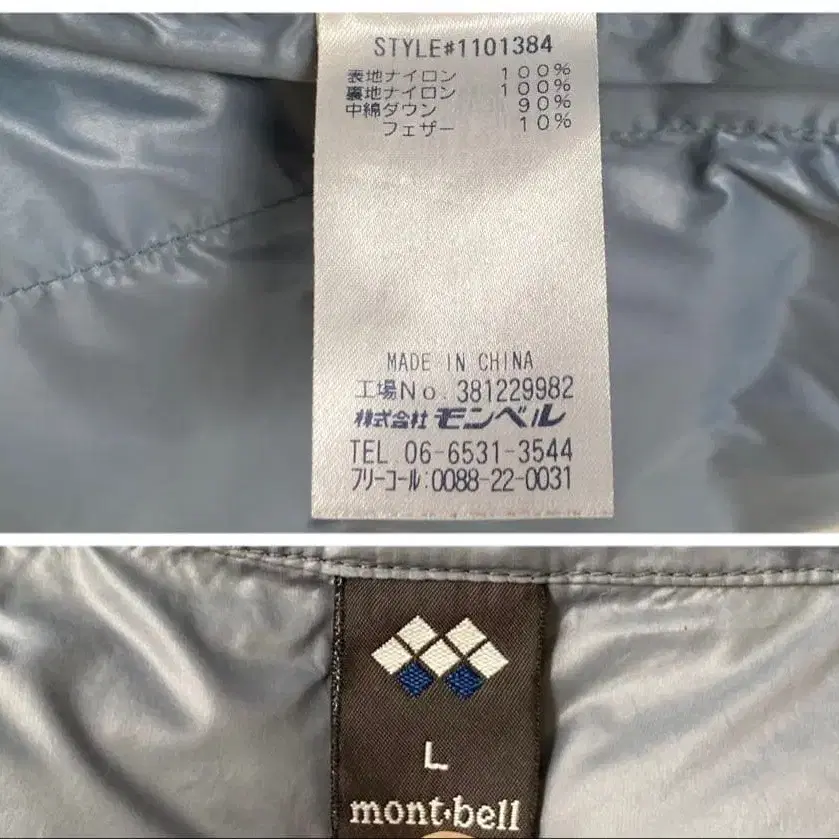 STYLE#1101384
表地ナイロン 100%
裏地ナイロン 100%
中綿ダウン 90%
フェザー 10%
MADE IN CHINA
工場No. 381229982
株式会社 モンベル
TEL 06-6531-3544
フリーコール:0088-22-0031
L
mont-bell